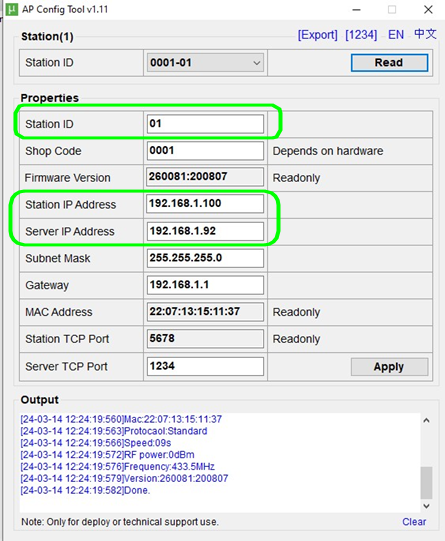 AP Config Tool v1.11
Station(1)
[Export] [1234] EN 中文
Station ID 0001-01 Read
Properties
Station ID 01
Shop Code 0001 Depends on hardware
Firmware Version 260081:200807 Readonly
Station IP Address 192.168.1.100
Server IP Address 192.168.1.92
Subnet Mask 255.255.255.0
Gateway 192.168.1.1
MAC Address 22:07:13:15:11:37 Readonly
Station TCP Port 5678 Readonly
Server TCP Port 1234 Apply
Output
[24-03-14 12:24:19:560]Mac:22:07:13:15:11:37
[24-03-14 12:24:19:563]Protocaol:Standard
[24-03-14 12:24:19:566]Speed:09s
[24-03-14 12:24:19:572]RF power:0dBm
[24-03-14 12:24:19:576]Frequency:433.5MHz
[24-03-14 12:24:19:579]Version:260081:200807
[24-03-14 12:24:19:582]Done.
Note: Only for deploy or technical support use. Clear